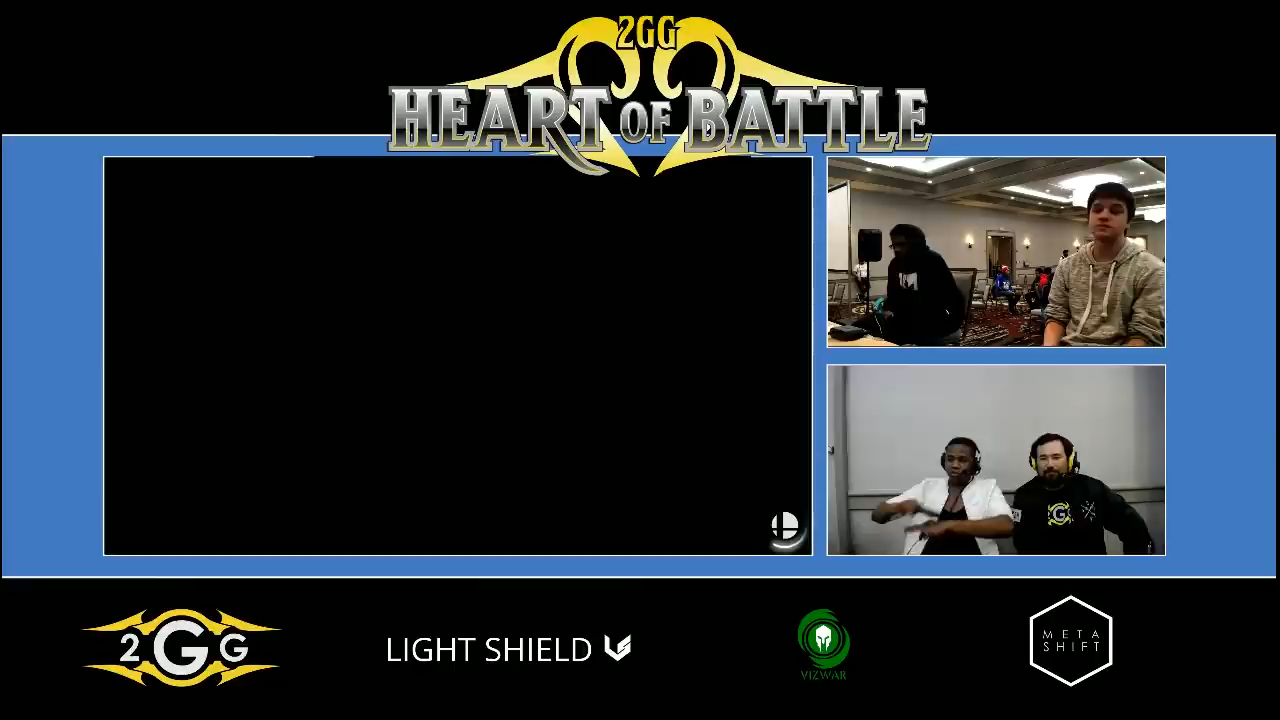 2GG
HEART OF BATTLE
2GG
LIGHT SHIELD
VIZWAR
META
SHIFT